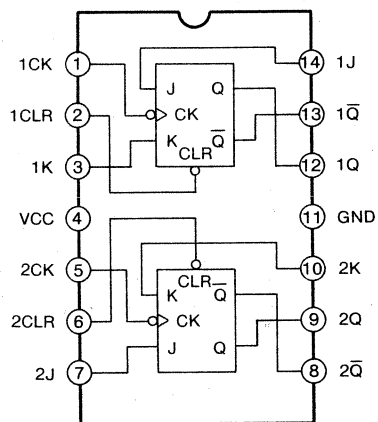 1CK 1 14 1J
J Q
1CLR 2 CK 13 1Q̅
K Q̅
CLR
1K 3 12 1Q
VCC 4 11 GND
2CK 5 CLR 10 2K
K Q̅
2CLR 6 CK 9 2Q
J Q
2J 7 8 2Q̅